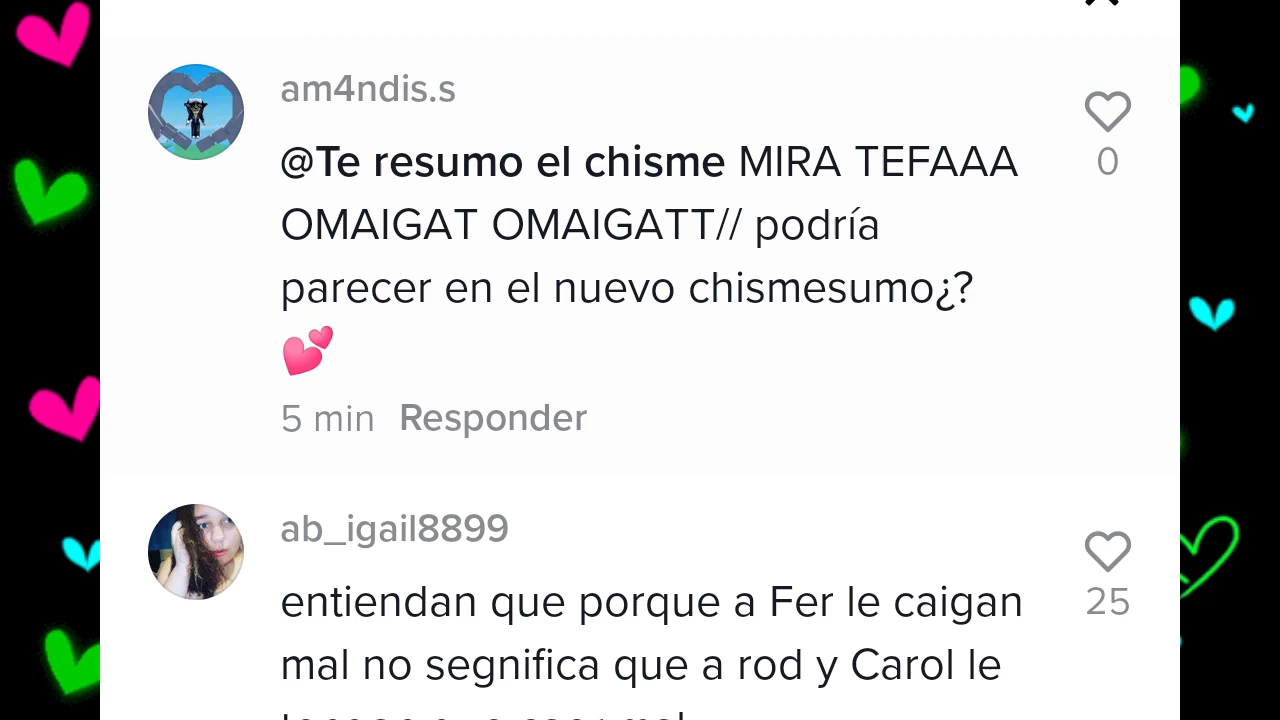 am4ndis.s
@Te resumo el chisme MIRA TEFAAA
OMAIGAT OMAIGATT// podría
parecer en el nuevo chismesumo¿?
💕
0
5 min Responder
ab_igail8899
entiendan que porque a Fer le caigan
mal no segnifica que a rod y Carol le
25